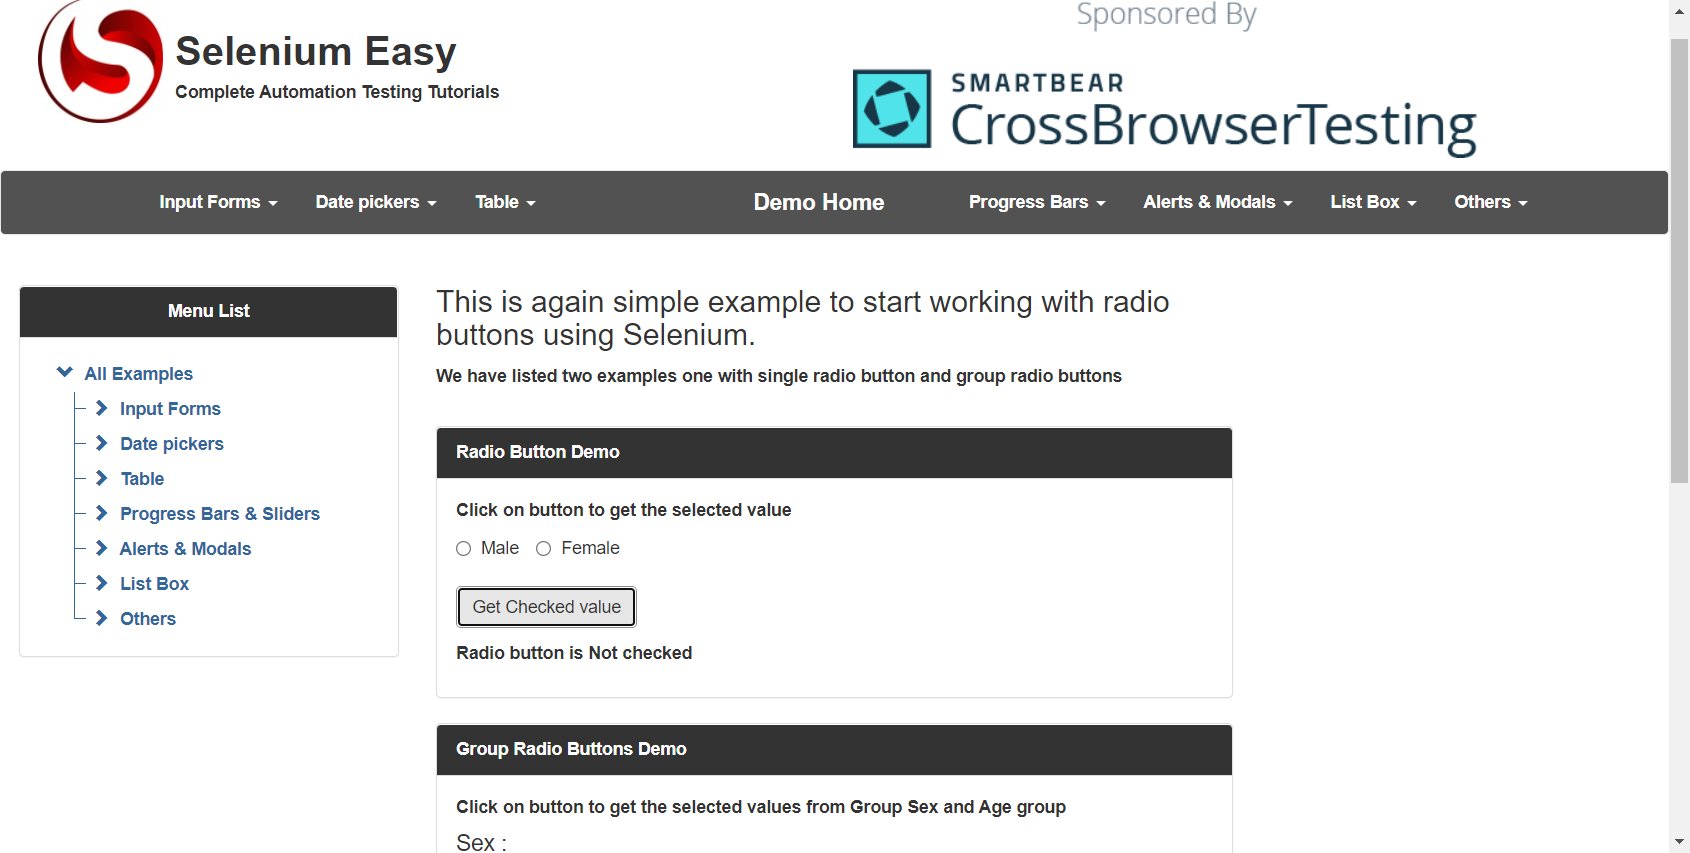 Sponsored By
Selenium Easy
Complete Automation Testing Tutorials
SMARTBEAR
CrossBrowserTesting
Input Forms Date pickers Table Demo Home Progress Bars Alerts & Modals List Box Others
Menu List
All Examples
Input Forms
Date pickers
Table
Progress Bars & Sliders
Alerts & Modals
List Box
Others
This is again simple example to start working with radio
buttons using Selenium.
We have listed two examples one with single radio button and group radio buttons
Radio Button Demo
Click on button to get the selected value
Male Female
Get Checked value
Radio button is Not checked
Group Radio Buttons Demo
Click on button to get the selected values from Group Sex and Age group
Sex :